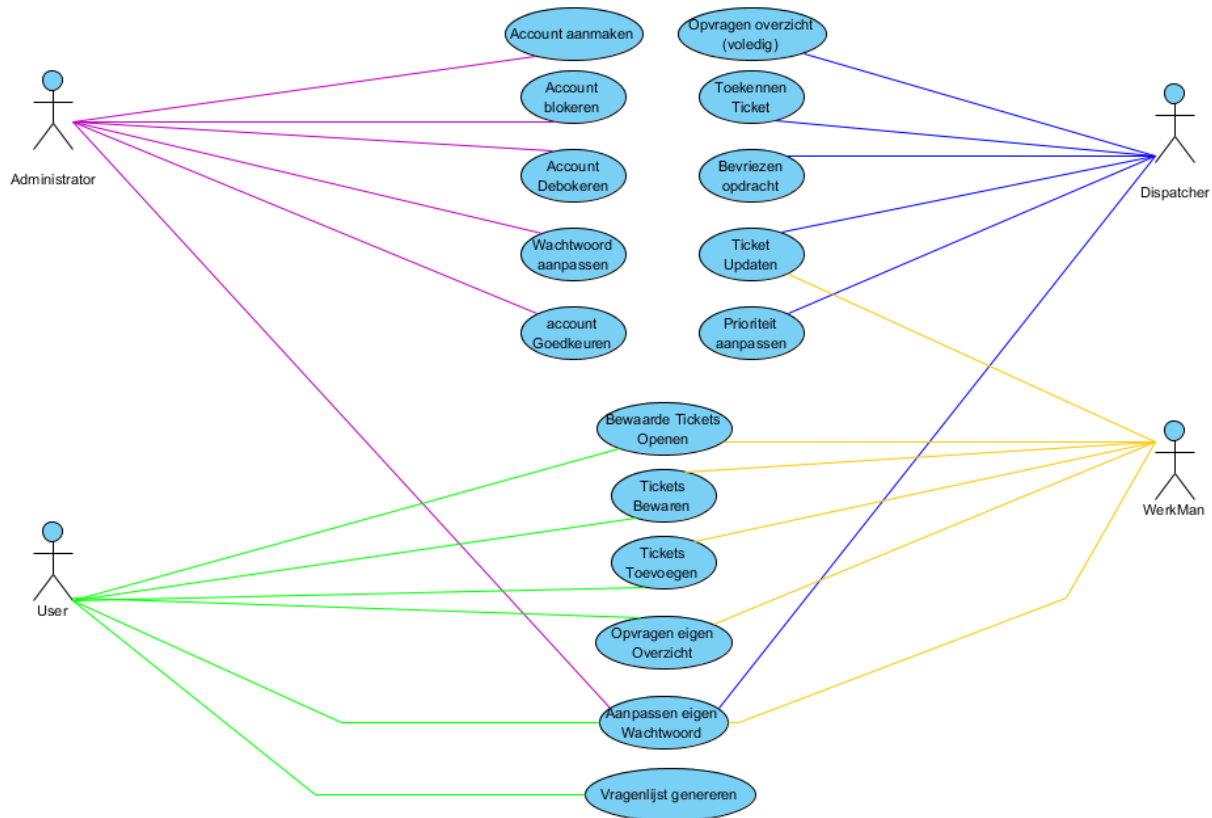 Account aanmaken
Opvragen overzicht
(voledig)
Account
blokeren
Toekennen
Ticket
Administrator
Account
Debokeren
Bevriezen
opdracht
Dispatcher
Wachtwoord
aanpassen
Ticket
Updaten
account
Goedkeuren
Prioriteit
aanpassen
Bewaarde Tickets
Openen
Tickets
Bewaren
WerkMan
Tickets
Toevoegen
User
Opvragen eigen
Overzicht
Aanpassen eigen
Wachtwoord
Vragenlijst genereren